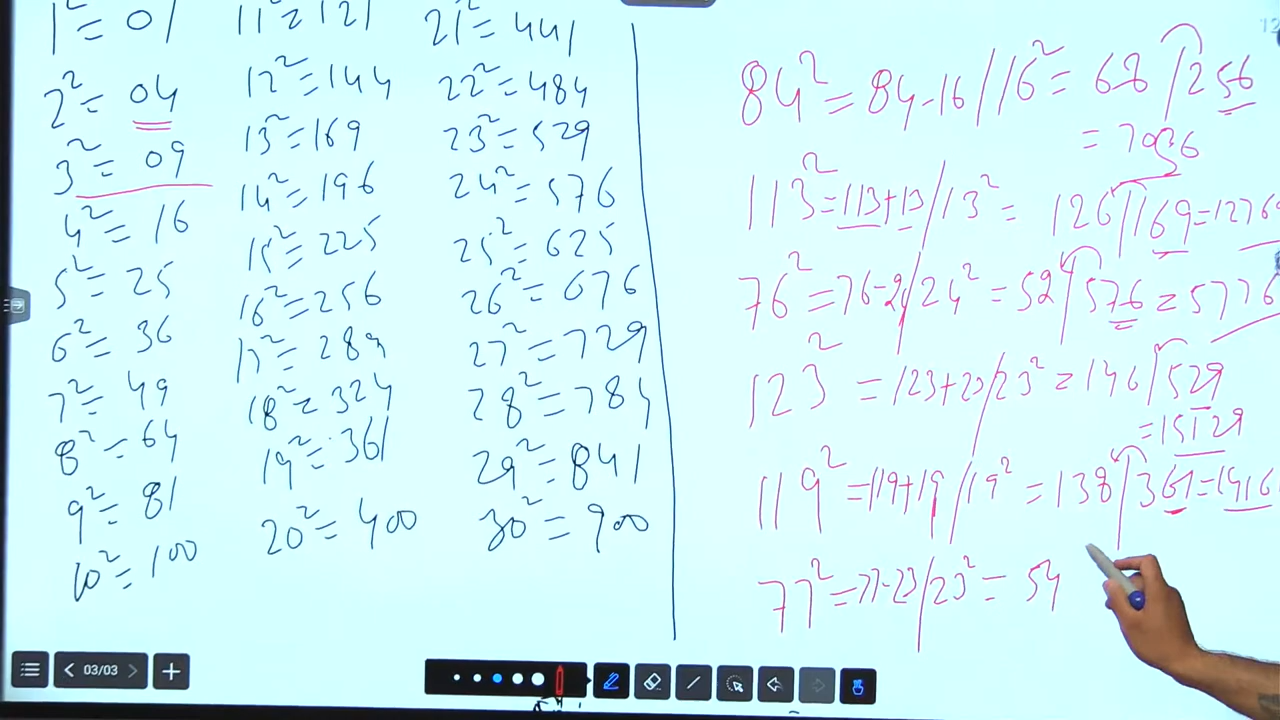 1² = 01
2² = 04
3² = 09
4² = 16
5² = 25
6² = 36
7² = 49
8² = 64
9² = 81
10² = 100
11² = 121
12² = 144
13² = 169
14² = 196
15² = 225
16² = 256
17² = 289
18² = 324
19² = 361
20² = 400
21² = 441
22² = 484
23² = 529
24² = 576
25² = 625
26² = 676
27² = 729
28² = 784
29² = 841
30² = 900
12
84² = 84-16/16² = 68/256
= 7056
113² = 113+13/13² = 126/169 = 1276
76² = 76-24/24² = 52/576 = 5776
123² = 123+23/23² = 146/529
= 15129
119² = 119+19/19² = 138/361 = 1416
77² = 77-23/23² = 54
03/03